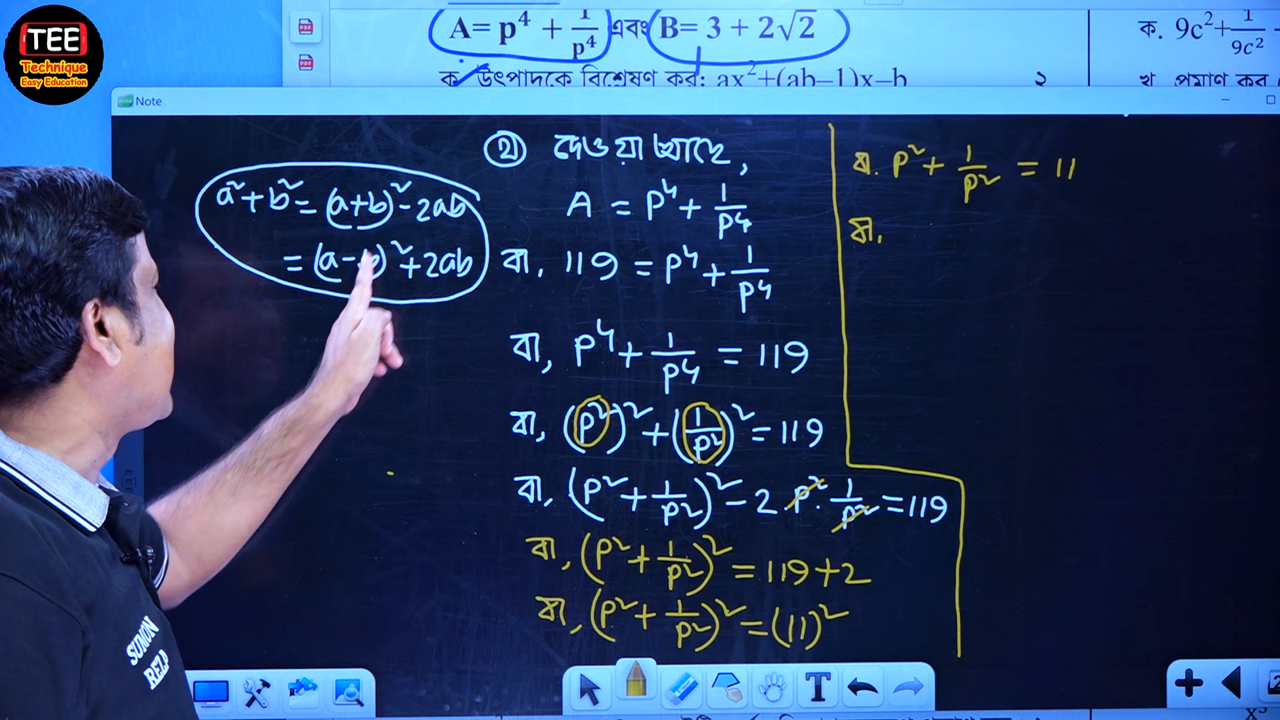 TEE
Technique
Easy Education
A= p⁴ + 1/p⁴ এবং B= 3 + 2√2
ক. উৎপাদকে বিশ্লেষণ কর: ax²+(ab−1)x−b ২
ক. 9c²+1/9c²
খ প্রমাণ কর
Note
খ দেওয়া আছে,
A = P⁴ + 1/P⁴
বা, 119 = P⁴ + 1/P⁴
বা, P⁴ + 1/P⁴ = 119
বা, (P²)² + (1/P²)² = 119
বা, (P² + 1/P²)² − 2 P² · 1/P² = 119
বা, (P² + 1/P²)² = 119 + 2
বা, (P² + 1/P²)² = (11)²
a² + b² = (a+b)² − 2ab
= (a−b)² + 2ab
বা. P² + 1/P² = 11
বা,
SUMON
T